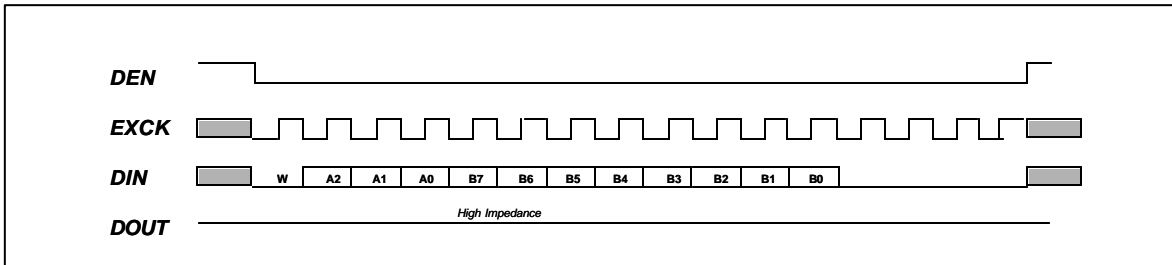 DEN
EXCK
DIN W A2 A1 A0 B7 B6 B5 B4 B3 B2 B1 B0
High Impedance
DOUT